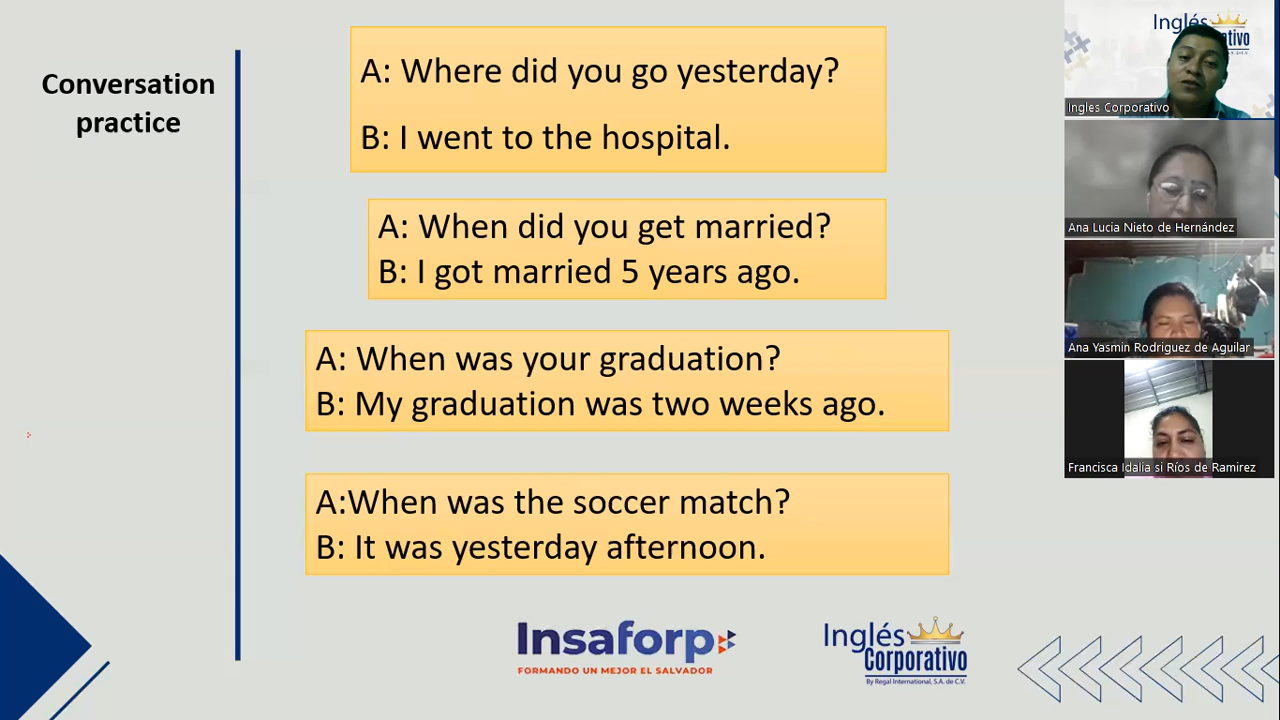 Conversation
practice
A: Where did you go yesterday?
B: I went to the hospital.
A: When did you get married?
B: I got married 5 years ago.
A: When was your graduation?
B: My graduation was two weeks ago.
A:When was the soccer match?
B: It was yesterday afternoon.
Insaforp
FORMANDO UN MEJOR EL SALVADOR
Inglés
Corporativo
By Regal International, S.A. de C.V.
Inglés
Ingles Corporativo
Ana Lucia Nieto de Hernández
Ana Yasmin Rodriguez de Aguilar
Francisca Idalia si Ríos de Ramirez